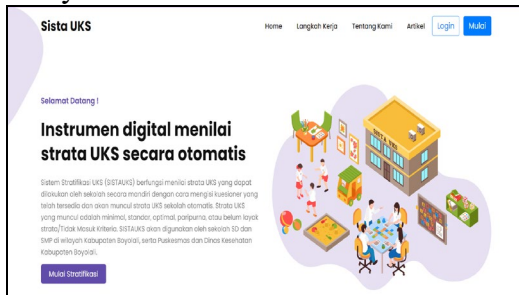 Sista UKS
Home Langkah Kerja Tentang Kami Artikel Login Mulai
Selamat Datang !
Instrumen digital menilai
strata UKS secara otomatis
Sistem Stratifikasi UKS (SISTAUKS) berfungsi menilai strata UKS yang dapat
dilakukan oleh sekolah secara mandiri dengan cara mengisi kuesioner yang
telah tersedia dan akan muncul strata UKS sekolah otomatis. Strata UKS
yang muncul adalah minimal, standar, optimal, paripurna, atau belum layak
strata/Tidak Masuk Kriteria. SISTAUKS akan digunakan oleh sekolah SD dan
SMP di wilayah Kabupaten Boyolali, serta Puskesmas dan Dinas Kesehatan
Kabupaten Boyolali.
Mulai Stratifikasi
SISTA UKS